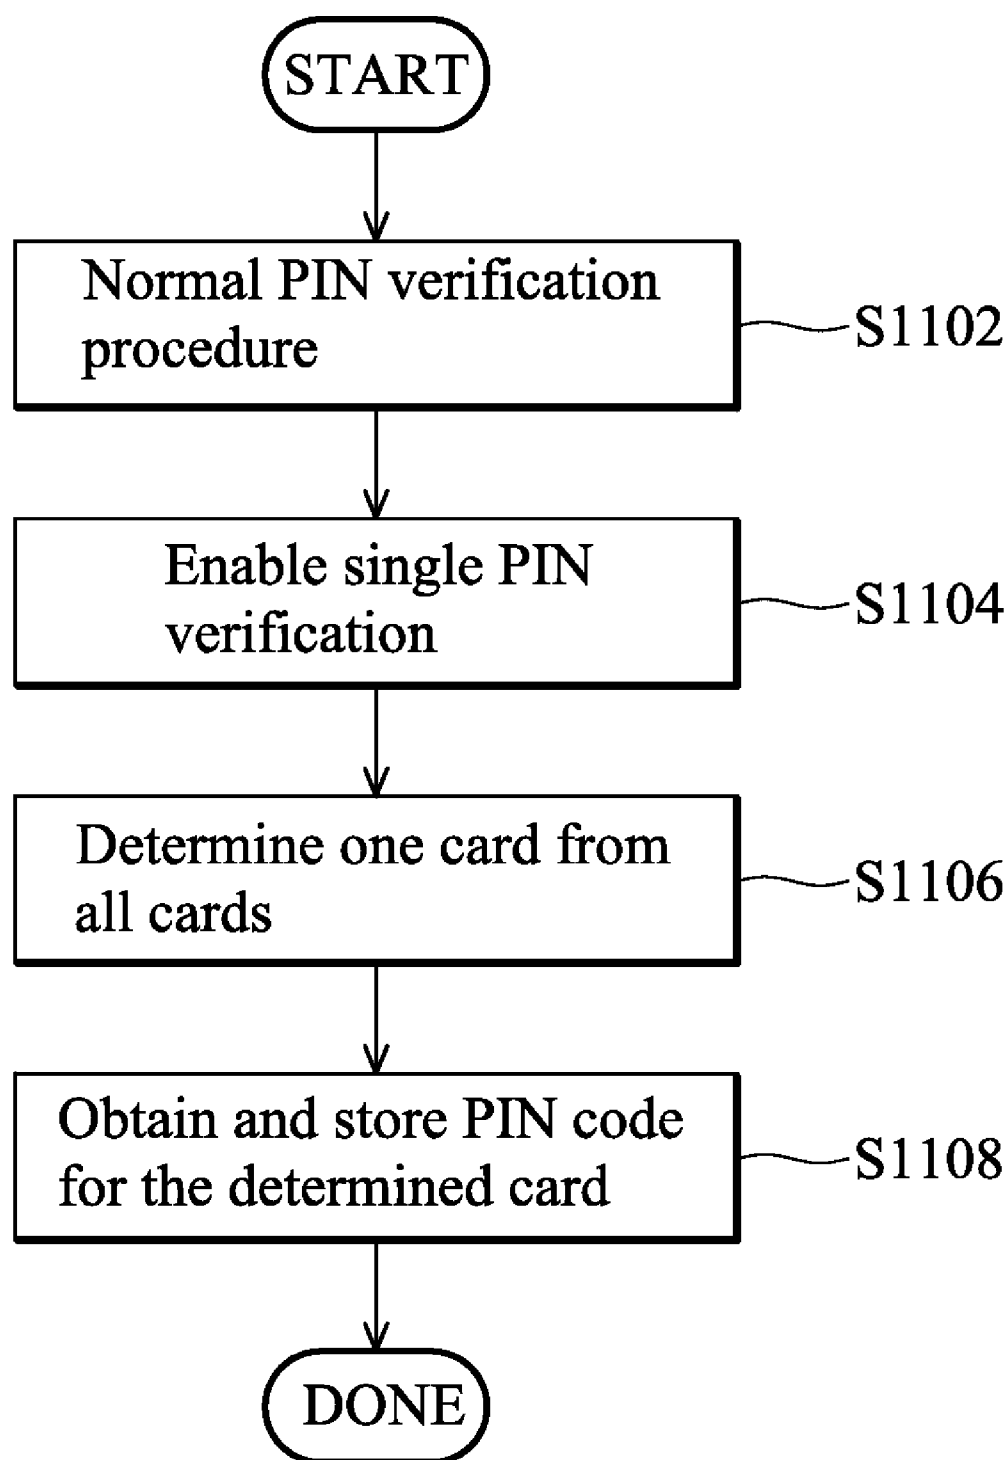 START
Normal PIN verification
procedure
S1102
Enable single PIN
verification
S1104
Determine one card from
all cards
S1106
Obtain and store PIN code
for the determined card
S1108
DONE